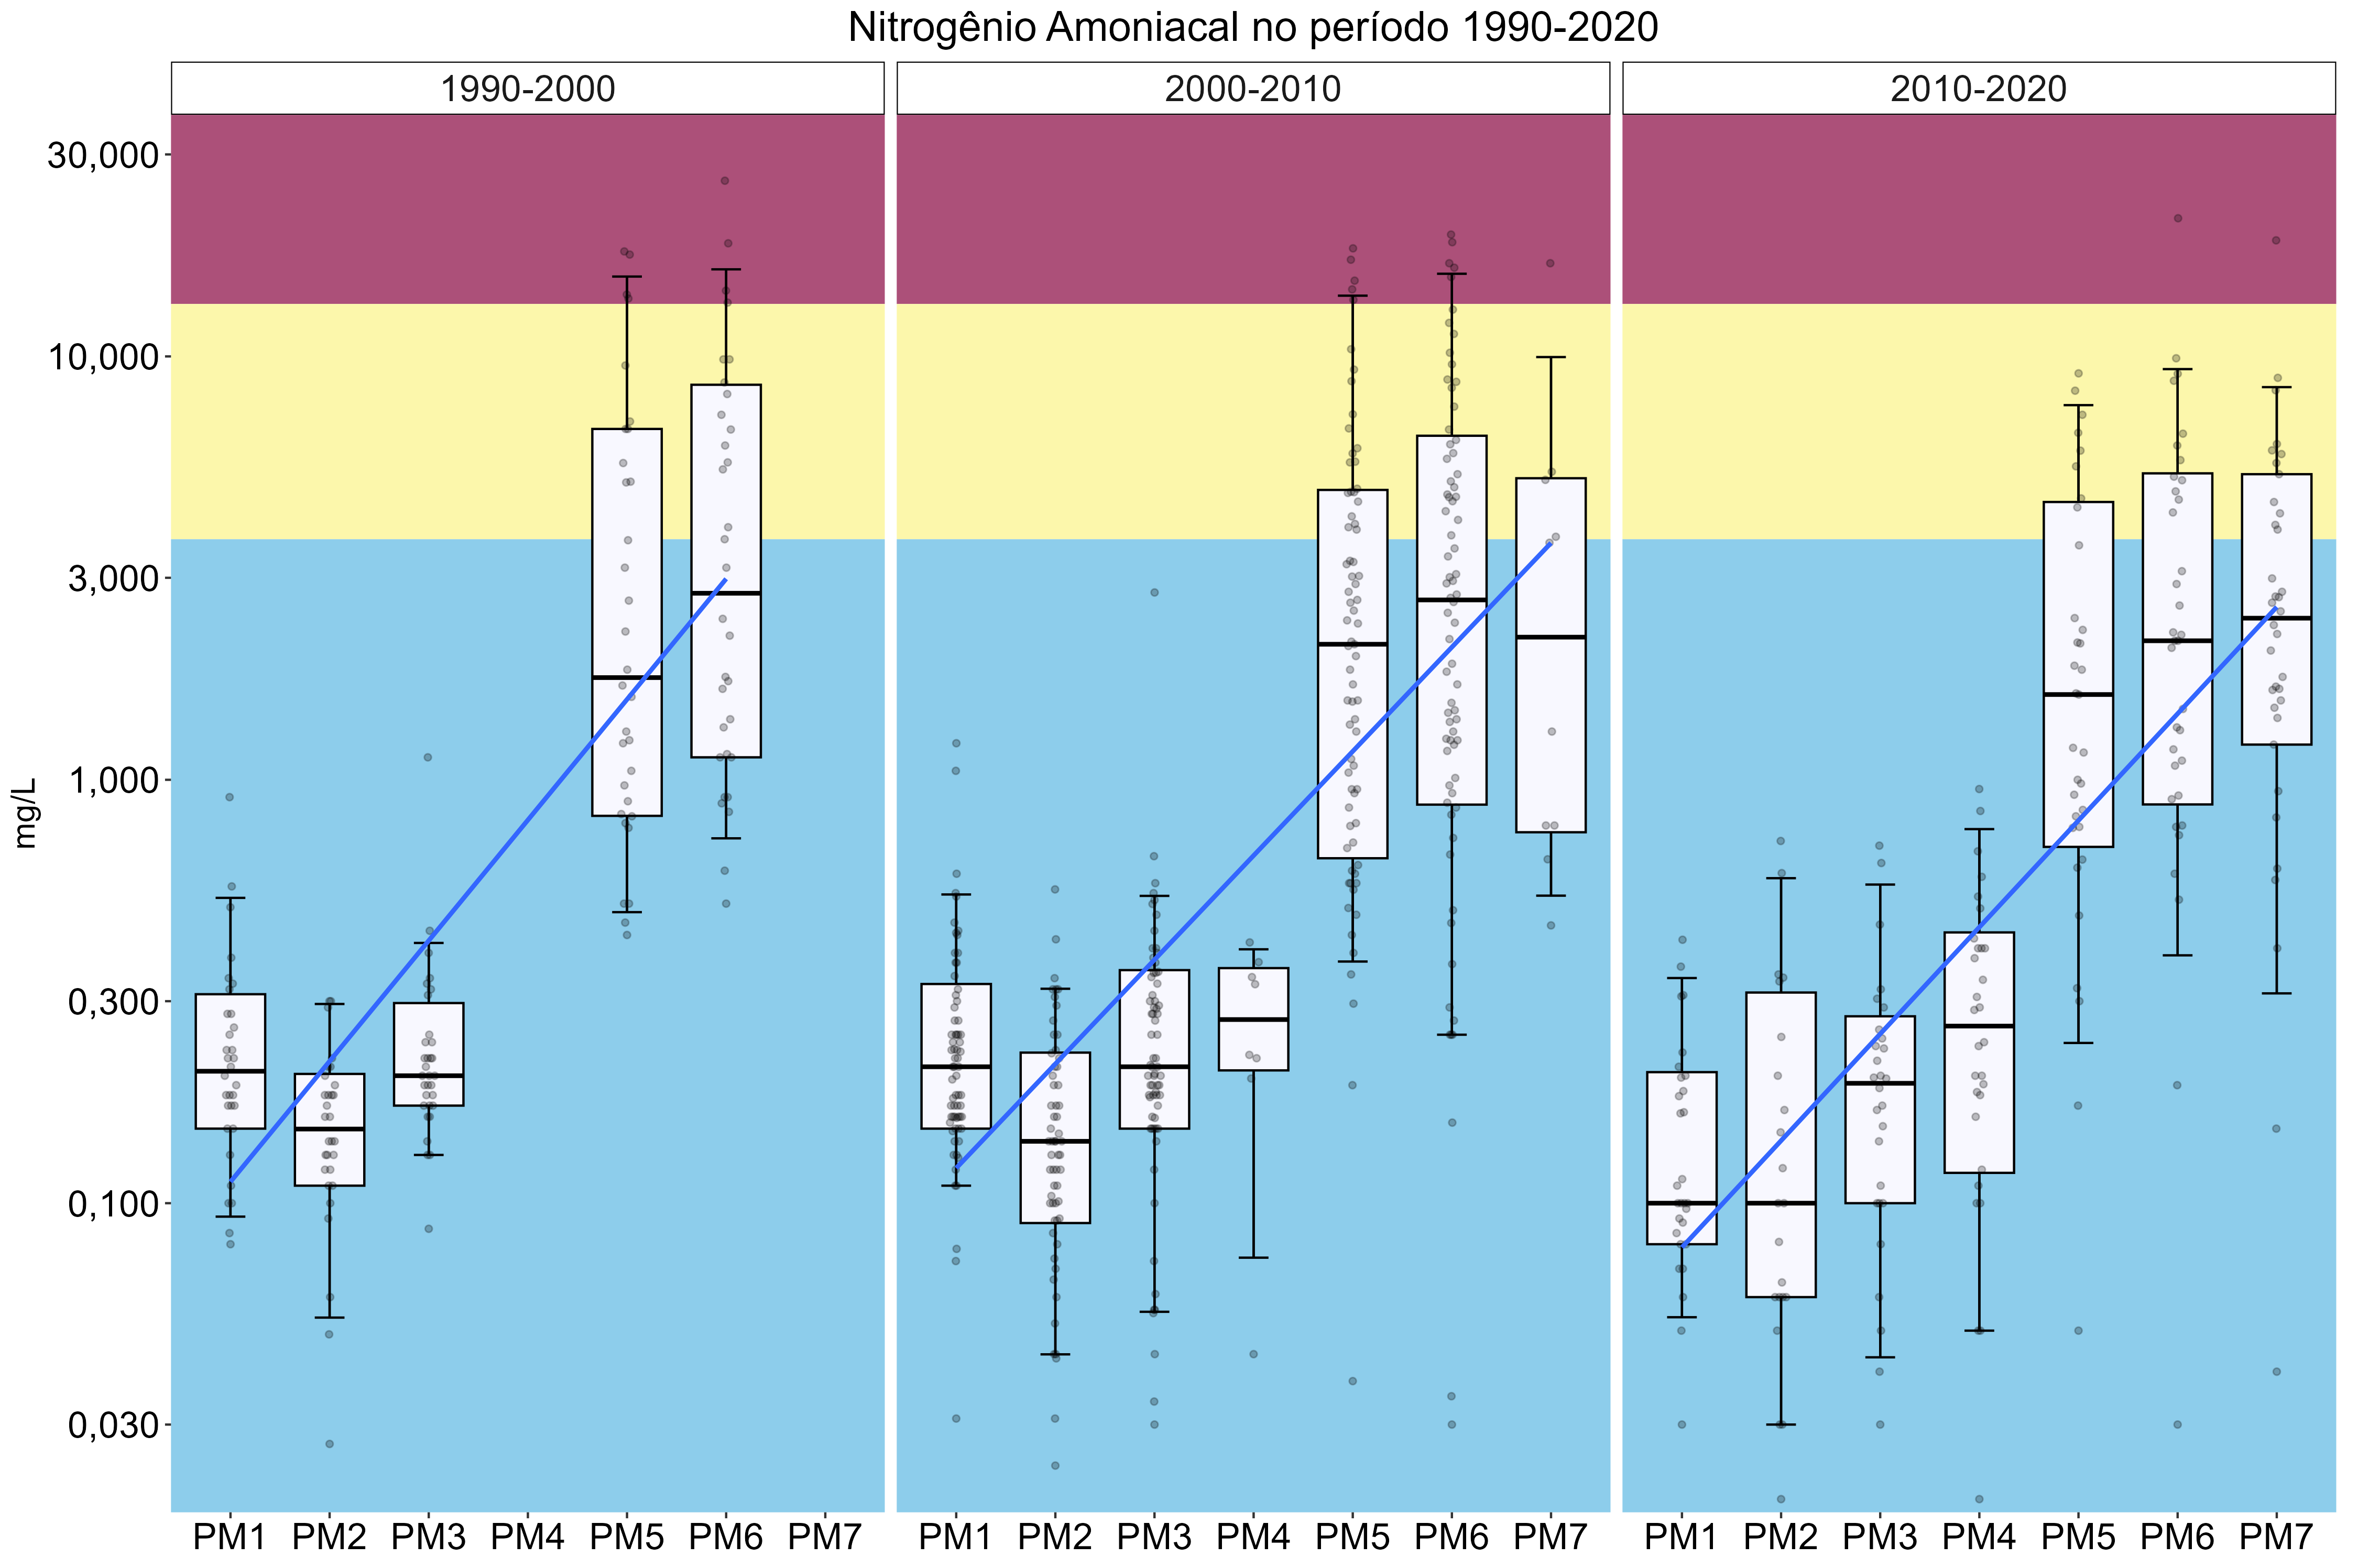 Nitrogênio Amoniacal no período 1990-2020
1990-2000
2000-2010
2010-2020
mg/L
30,000
10,000
3,000
1,000
0,300
0,100
0,030
PM1 PM2 PM3 PM4 PM5 PM6 PM7
PM1 PM2 PM3 PM4 PM5 PM6 PM7
PM1 PM2 PM3 PM4 PM5 PM6 PM7